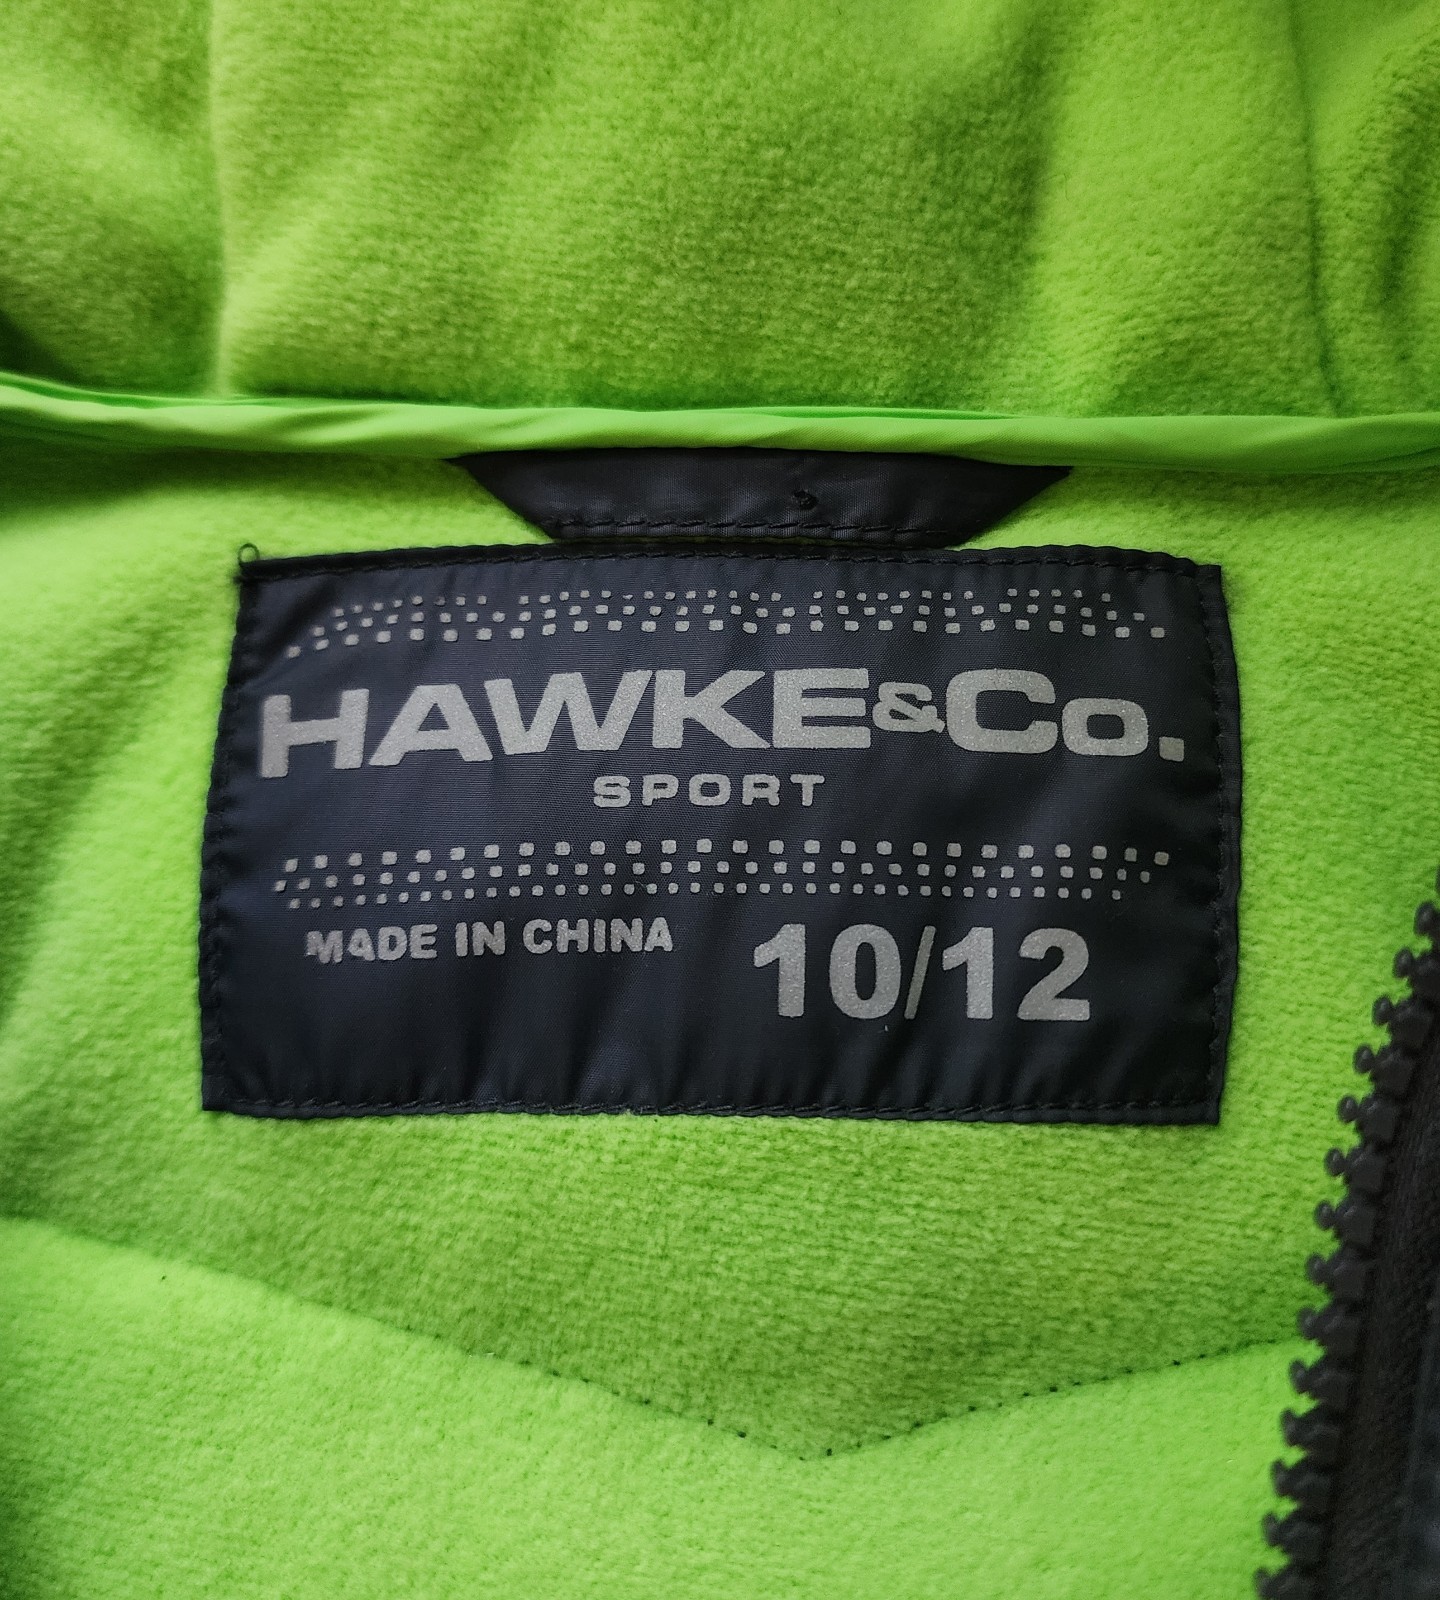 HAWKE&Co.
SPORT
MADE IN CHINA
10/12